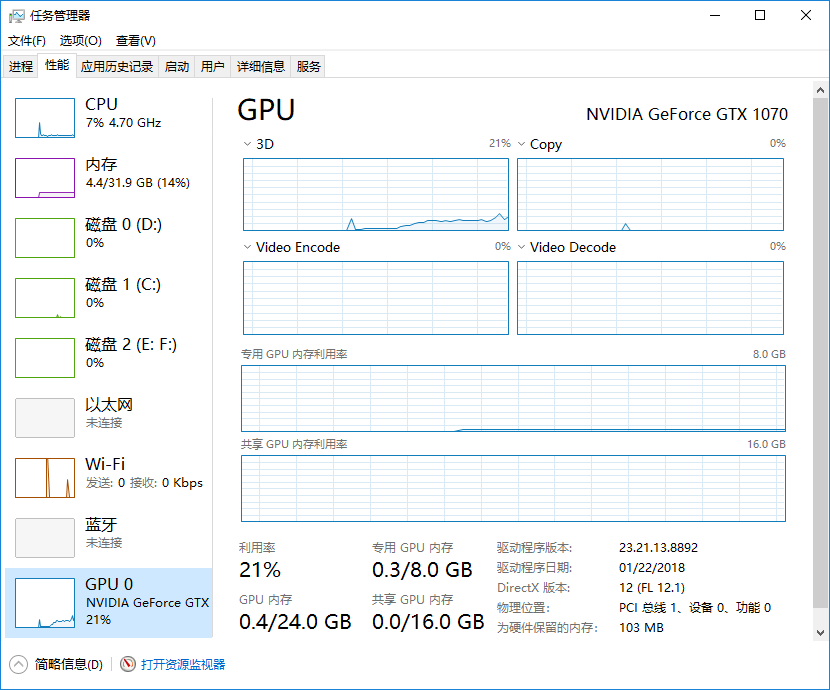 任务管理器
文件(F) 选项(O) 查看(V)
进程 性能 应用历史记录 启动 用户 详细信息 服务
CPU
7% 4.70 GHz
内存
4.4/31.9 GB (14%)
磁盘 0 (D:)
0%
磁盘 1 (C:)
0%
磁盘 2 (E: F:)
0%
以太网
未连接
Wi-Fi
发送: 0 接收: 0 Kbps
蓝牙
未连接
GPU 0
NVIDIA GeForce GTX
21%
GPU NVIDIA GeForce GTX 1070
3D 21% Copy 0%
Video Encode 0% Video Decode 0%
专用 GPU 内存利用率 8.0 GB
共享 GPU 内存利用率 16.0 GB
利用率 专用 GPU 内存
21% 0.3/8.0 GB
GPU 内存 共享 GPU 内存
0.4/24.0 GB 0.0/16.0 GB
驱动程序版本: 23.21.13.8892
驱动程序日期: 01/22/2018
DirectX 版本: 12 (FL 12.1)
物理位置: PCI 总线 1、设备 0、功能 0
为硬件保留的内存: 103 MB
简略信息(D) 打开资源监视器